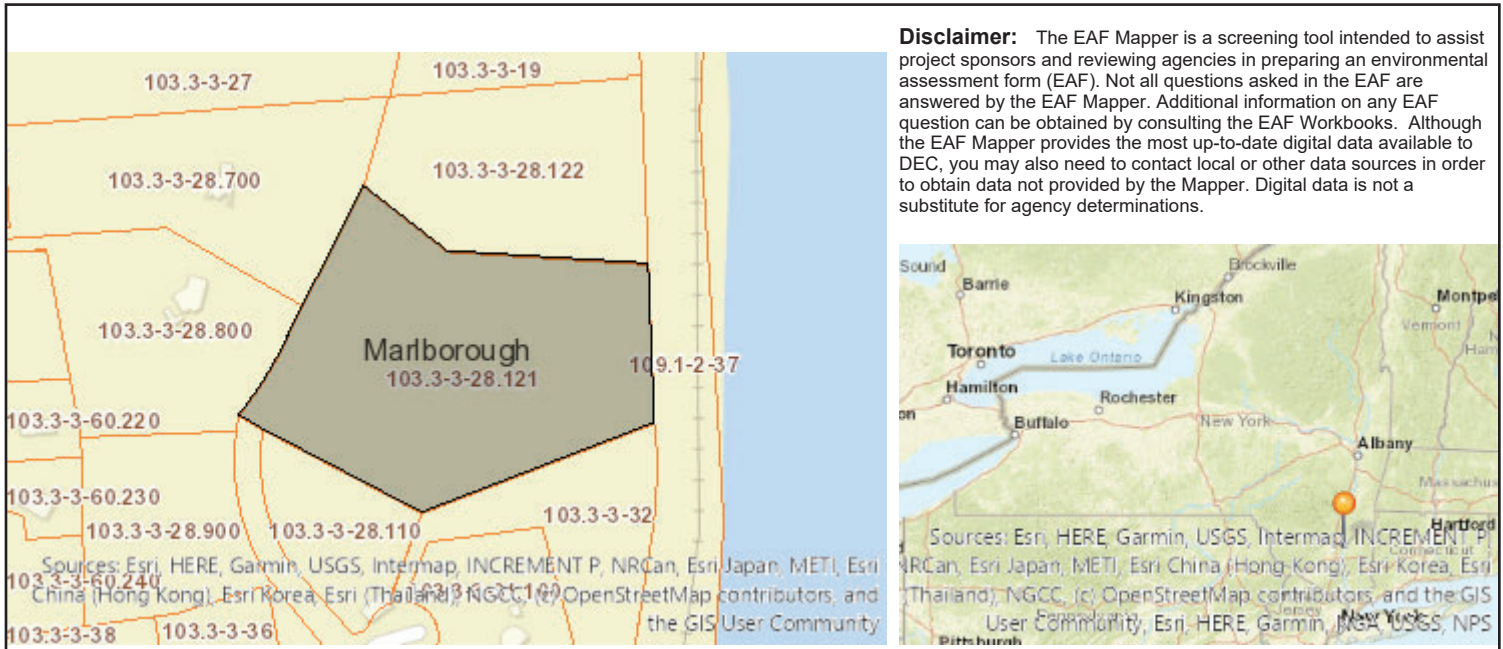 Disclaimer: The EAF Mapper is a screening tool intended to assist
project sponsors and reviewing agencies in preparing an environmental
assessment form (EAF). Not all questions asked in the EAF are
answered by the EAF Mapper. Additional information on any EAF
question can be obtained by consulting the EAF Workbooks. Although
the EAF Mapper provides the most up-to-date digital data available to
DEC, you may also need to contact local or other data sources in order
to obtain data not provided by the Mapper. Digital data is not a
substitute for agency determinations.
103.3-3-27
103.3-3-19
103.3-3-28.700
103.3-3-28.122
103.3-3-28.800
Marlborough
103.3-3-28.121
109.1-2-37
103.3-3-60.220
103.3-3-60.230
103.3-3-28.900
103.3-3-28.110
103.3-3-32
103.3-3-60.240
103.3-3-38
103.3-3-36
Sources: Esri, HERE, Garmin, USGS, Intermap, INCREMENT P, NRCan, Esri Japan, METI, Esri
China (Hong Kong), Esri Korea, Esri (Thailand), NGCC, (c) OpenStreetMap contributors, and
the GIS User Community
Sound
Barrie
Brockville
Kingston
Montpel
Vermont
Toronto
Lake Ontario
Ham
Hamilton
Rochester
Buffalo
New York
Albany
Massachus
Hartford
Connecticut
Pennsylvania
Jersey
New York
Pittsburgh
Sources: Esri, HERE, Garmin, USGS, Intermap, INCREMENT P,
NRCan, Esri Japan, METI, Esri China (Hong Kong), Esri Korea, Esri
(Thailand), NGCC, (c) OpenStreetMap contributors, and the GIS
User Community, Esri, HERE, Garmin, NGA, USGS, NPS